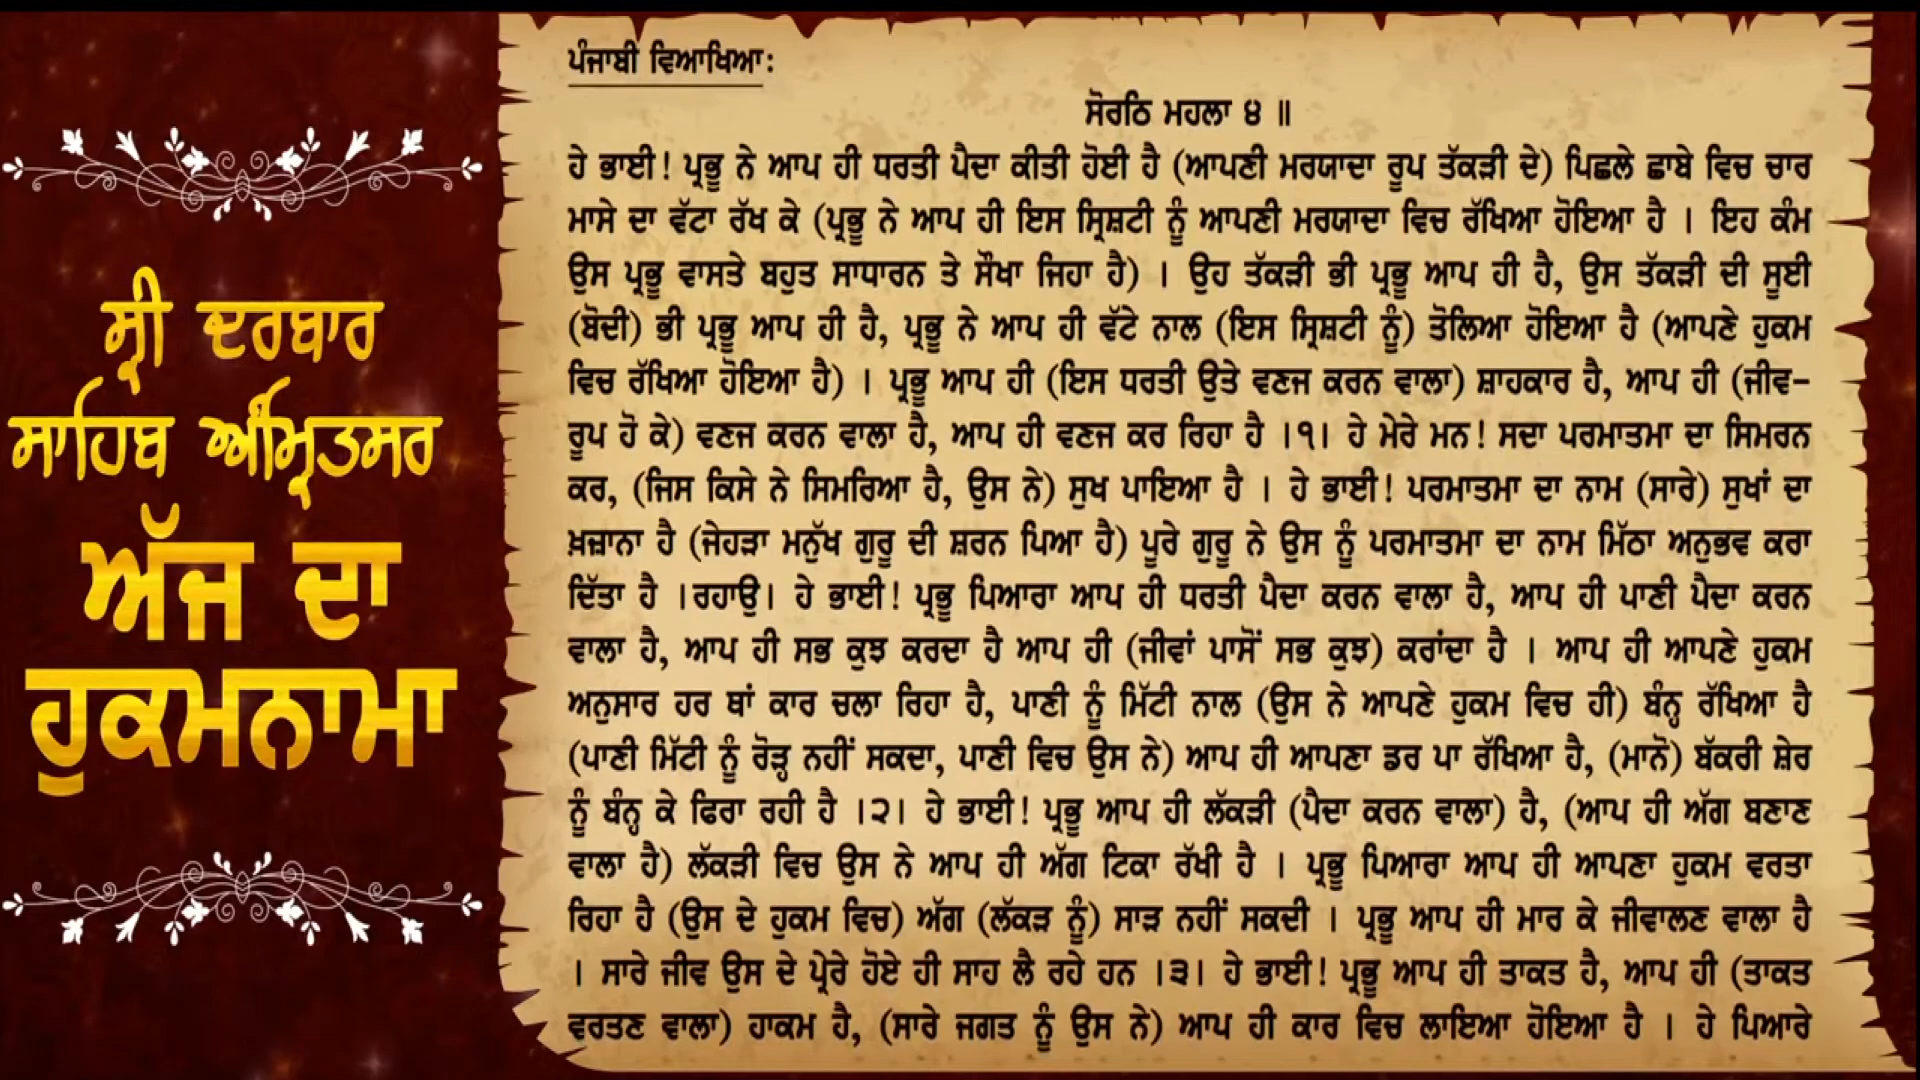 ਸ੍ਰੀ ਦਰਬਾਰ
ਸਾਹਿਬ ਅੰਮ੍ਰਿਤਸਰ
ਅੱਜ ਦਾ
ਹੁਕਮਨਾਮਾ
ਪੰਜਾਬੀ ਵਿਆਖਿਆ:
ਸੋਰਠਿ ਮਹਲਾ ੪ ॥
ਹੇ ਭਾਈ! ਪ੍ਰਭੂ ਨੇ ਆਪ ਹੀ ਧਰਤੀ ਪੈਦਾ ਕੀਤੀ ਹੋਈ ਹੈ (ਆਪਣੀ ਮਰਯਾਦਾ ਰੂਪ ਤੱਕੜੀ ਦੇ) ਪਿਛਲੇ ਛਾਬੇ ਵਿਚ ਚਾਰ
ਮਾਸੇ ਦਾ ਵੱਟਾ ਰੱਖ ਕੇ (ਪ੍ਰਭੂ ਨੇ ਆਪ ਹੀ ਇਸ ਸ੍ਰਿਸ਼ਟੀ ਨੂੰ ਆਪਣੀ ਮਰਯਾਦਾ ਵਿਚ ਰੱਖਿਆ ਹੋਇਆ ਹੈ । ਇਹ ਕੰਮ
ਉਸ ਪ੍ਰਭੂ ਵਾਸਤੇ ਬਹੁਤ ਸਾਧਾਰਨ ਤੇ ਸੌਖਾ ਜਿਹਾ ਹੈ) । ਉਹ ਤੱਕੜੀ ਭੀ ਪ੍ਰਭੂ ਆਪ ਹੀ ਹੈ, ਉਸ ਤੱਕੜੀ ਦੀ ਸੂਈ
(ਬੋਦੀ) ਭੀ ਪ੍ਰਭੂ ਆਪ ਹੀ ਹੈ, ਪ੍ਰਭੂ ਨੇ ਆਪ ਹੀ ਵੱਟੇ ਨਾਲ (ਇਸ ਸ੍ਰਿਸ਼ਟੀ ਨੂੰ) ਤੋਲਿਆ ਹੋਇਆ ਹੈ (ਆਪਣੇ ਹੁਕਮ
ਵਿਚ ਰੱਖਿਆ ਹੋਇਆ ਹੈ) । ਪ੍ਰਭੂ ਆਪ ਹੀ (ਇਸ ਧਰਤੀ ਉਤੇ ਵਣਜ ਕਰਨ ਵਾਲਾ) ਸ਼ਾਹਕਾਰ ਹੈ, ਆਪ ਹੀ (ਜੀਵ-
ਰੂਪ ਹੋ ਕੇ) ਵਣਜ ਕਰਨ ਵਾਲਾ ਹੈ, ਆਪ ਹੀ ਵਣਜ ਕਰ ਰਿਹਾ ਹੈ ।੧। ਹੇ ਮੇਰੇ ਮਨ! ਸਦਾ ਪਰਮਾਤਮਾ ਦਾ ਸਿਮਰਨ
ਕਰ, (ਜਿਸ ਕਿਸੇ ਨੇ ਸਿਮਰਿਆ ਹੈ, ਉਸ ਨੇ) ਸੁਖ ਪਾਇਆ ਹੈ । ਹੇ ਭਾਈ! ਪਰਮਾਤਮਾ ਦਾ ਨਾਮ (ਸਾਰੇ) ਸੁਖਾਂ ਦਾ
ਖ਼ਜ਼ਾਨਾ ਹੈ (ਜੇਹੜਾ ਮਨੁੱਖ ਗੁਰੂ ਦੀ ਸ਼ਰਨ ਪਿਆ ਹੈ) ਪੂਰੇ ਗੁਰੂ ਨੇ ਉਸ ਨੂੰ ਪਰਮਾਤਮਾ ਦਾ ਨਾਮ ਮਿੱਠਾ ਅਨੁਭਵ ਕਰਾ
ਦਿੱਤਾ ਹੈ ।ਰਹਾਉ। ਹੇ ਭਾਈ! ਪ੍ਰਭੂ ਪਿਆਰਾ ਆਪ ਹੀ ਧਰਤੀ ਪੈਦਾ ਕਰਨ ਵਾਲਾ ਹੈ, ਆਪ ਹੀ ਪਾਣੀ ਪੈਦਾ ਕਰਨ
ਵਾਲਾ ਹੈ, ਆਪ ਹੀ ਸਭ ਕੁਝ ਕਰਦਾ ਹੈ ਆਪ ਹੀ (ਜੀਵਾਂ ਪਾਸੋਂ ਸਭ ਕੁਝ) ਕਰਾਂਦਾ ਹੈ । ਆਪ ਹੀ ਆਪਣੇ ਹੁਕਮ
ਅਨੁਸਾਰ ਹਰ ਥਾਂ ਕਾਰ ਚਲਾ ਰਿਹਾ ਹੈ, ਪਾਣੀ ਨੂੰ ਮਿੱਟੀ ਨਾਲ (ਉਸ ਨੇ ਆਪਣੇ ਹੁਕਮ ਵਿਚ ਹੀ) ਬੰਨ੍ਹ ਰੱਖਿਆ ਹੈ
(ਪਾਣੀ ਮਿੱਟੀ ਨੂੰ ਰੋੜ੍ਹ ਨਹੀਂ ਸਕਦਾ, ਪਾਣੀ ਵਿਚ ਉਸ ਨੇ) ਆਪ ਹੀ ਆਪਣਾ ਡਰ ਪਾ ਰੱਖਿਆ ਹੈ, (ਮਾਨੋ) ਬੱਕਰੀ ਸ਼ੇਰ
ਨੂੰ ਬੰਨ੍ਹ ਕੇ ਫਿਰਾ ਰਹੀ ਹੈ ।੨। ਹੇ ਭਾਈ! ਪ੍ਰਭੂ ਆਪ ਹੀ ਲੱਕੜੀ (ਪੈਦਾ ਕਰਨ ਵਾਲਾ) ਹੈ, (ਆਪ ਹੀ ਅੱਗ ਬਣਾਣ
ਵਾਲਾ ਹੈ) ਲੱਕੜੀ ਵਿਚ ਉਸ ਨੇ ਆਪ ਹੀ ਅੱਗ ਟਿਕਾ ਰੱਖੀ ਹੈ । ਪ੍ਰਭੂ ਪਿਆਰਾ ਆਪ ਹੀ ਆਪਣਾ ਹੁਕਮ ਵਰਤਾ
ਰਿਹਾ ਹੈ (ਉਸ ਦੇ ਹੁਕਮ ਵਿਚ) ਅੱਗ (ਲੱਕੜ ਨੂੰ) ਸਾੜ ਨਹੀਂ ਸਕਦੀ । ਪ੍ਰਭੂ ਆਪ ਹੀ ਮਾਰ ਕੇ ਜੀਵਾਲਣ ਵਾਲਾ ਹੈ
। ਸਾਰੇ ਜੀਵ ਉਸ ਦੇ ਪ੍ਰੇਰੇ ਹੋਏ ਹੀ ਸਾਹ ਲੈ ਰਹੇ ਹਨ ।੩। ਹੇ ਭਾਈ! ਪ੍ਰਭੂ ਆਪ ਹੀ ਤਾਕਤ ਹੈ, ਆਪ ਹੀ (ਤਾਕਤ
ਵਰਤਣ ਵਾਲਾ) ਹਾਕਮ ਹੈ, (ਸਾਰੇ ਜਗਤ ਨੂੰ ਉਸ ਨੇ) ਆਪ ਹੀ ਕਾਰ ਵਿਚ ਲਾਇਆ ਹੋਇਆ ਹੈ । ਹੇ ਪਿਆਰੇ